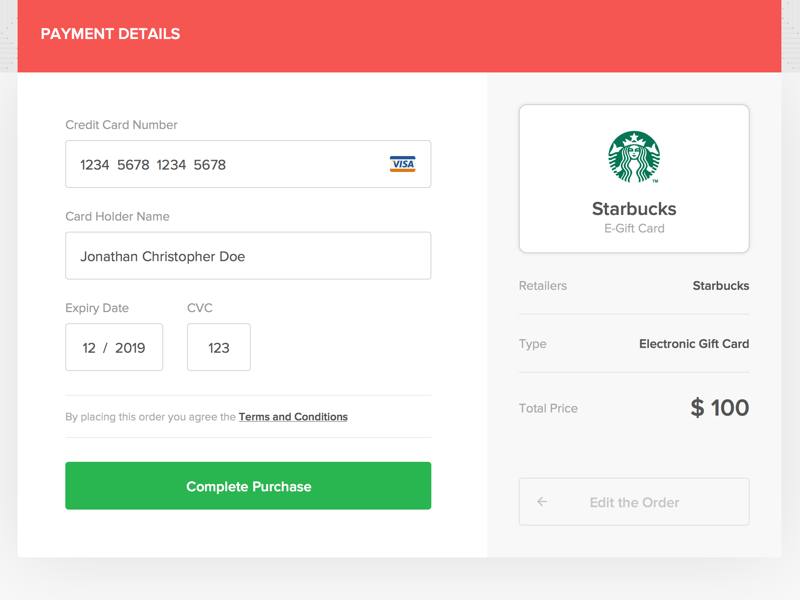 PAYMENT DETAILS
Credit Card Number
1234 5678 1234 5678
VISA
Card Holder Name
Jonathan Christopher Doe
Expiry Date
CVC
12 / 2019
123
By placing this order you agree the Terms and Conditions
Complete Purchase
TM
Starbucks
E-Gift Card
Retailers
Starbucks
Type
Electronic Gift Card
Total Price
$ 100
Edit the Order